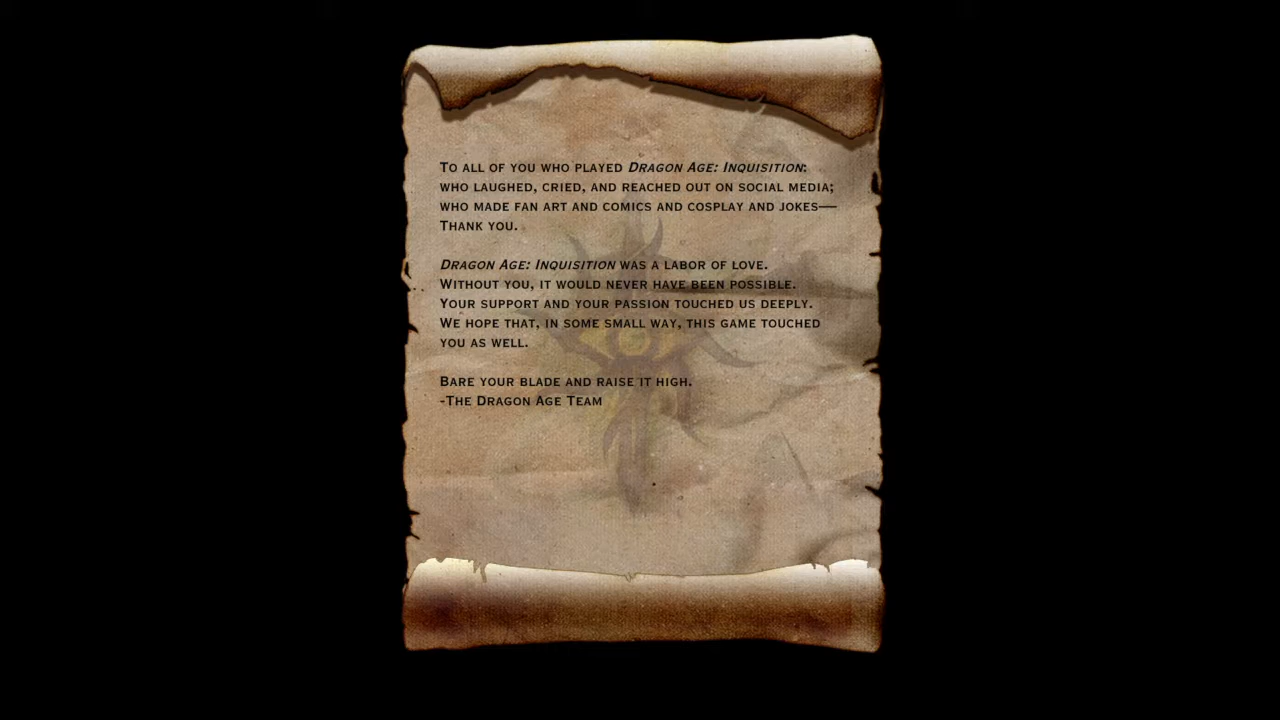 To all of you who played Dragon Age: Inquisition:
who laughed, cried, and reached out on social media;
who made fan art and comics and cosplay and jokes—
Thank you.
Dragon Age: Inquisition was a labor of love.
Without you, it would never have been possible.
Your support and your passion touched us deeply.
We hope that, in some small way, this game touched
you as well.
Bare your blade and raise it high.
-The Dragon Age Team